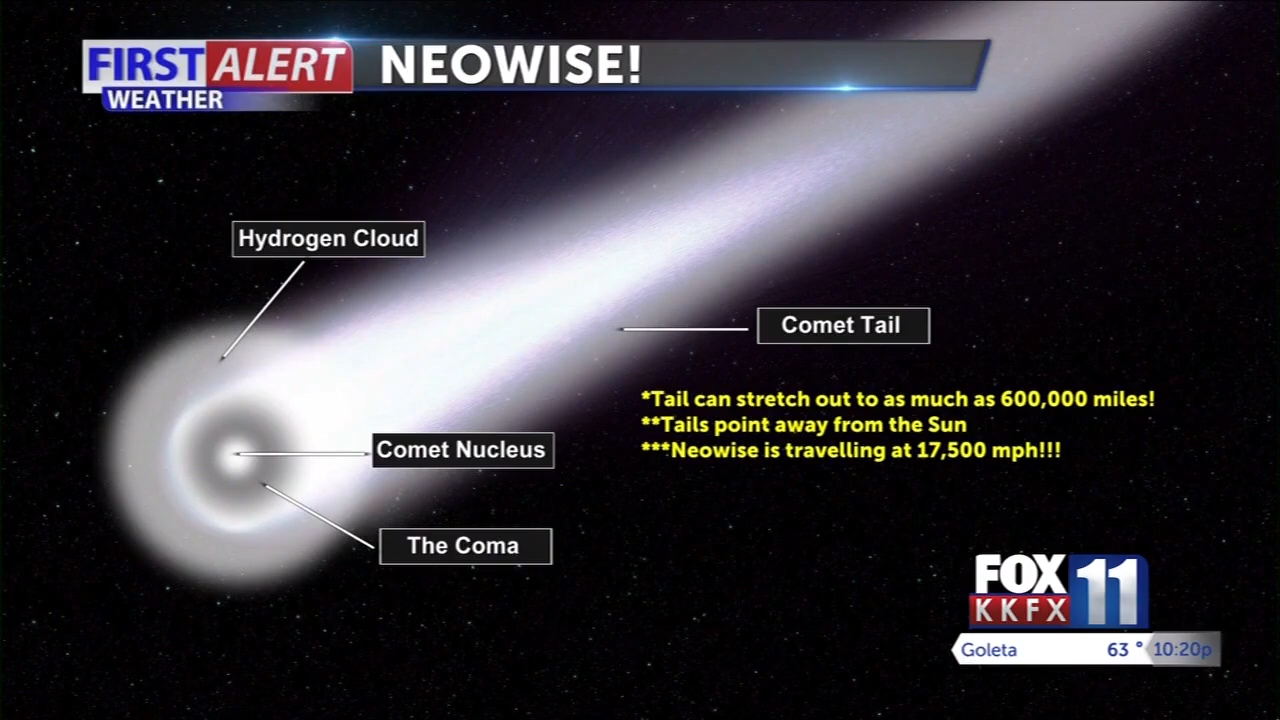 FIRST ALERT
WEATHER
NEOWISE!
Hydrogen Cloud
Comet Tail
*Tail can stretch out to as much as 600,000 miles!
**Tails point away from the Sun
***Neowise is travelling at 17,500 mph!!!
Comet Nucleus
The Coma
FOX 11
KKFX
Goleta 63 ° 10:20p